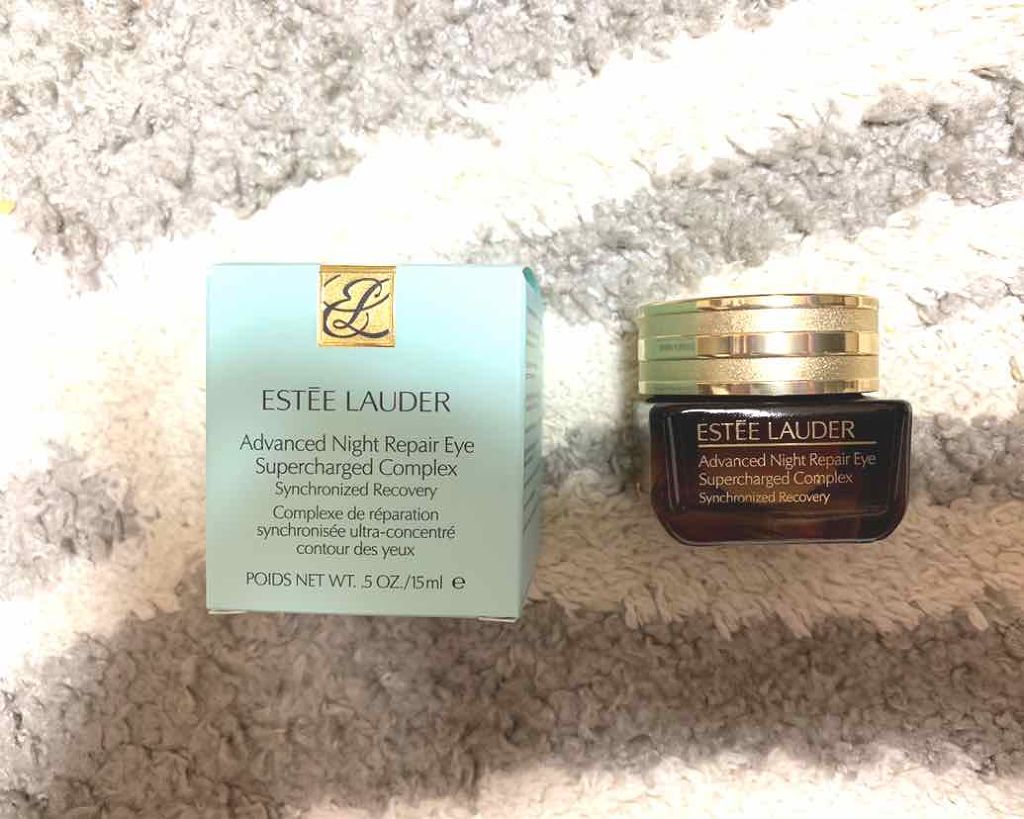 EL
ESTĒE LAUDER
Advanced Night Repair Eye
Supercharged Complex
Synchronized Recovery
Complexe de réparation
synchronisée ultra-concentré
contour des yeux
POIDS NET WT. .5 OZ./15ml e
ESTĒE LAUDER
Advanced Night Repair Eye
Supercharged Complex
Synchronized Recovery